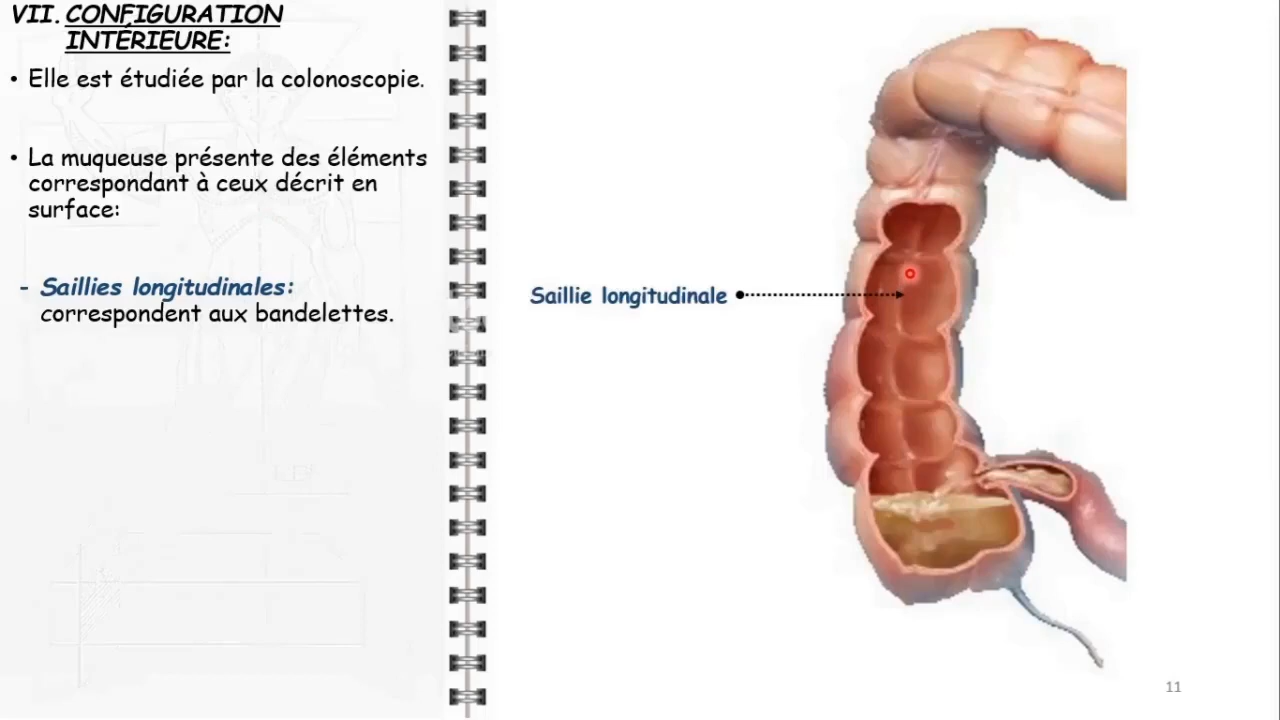 VII. CONFIGURATION
INTÉRIEURE:
• Elle est étudiée par la colonoscopie.
• La muqueuse présente des éléments
correspondant à ceux décrit en
surface:
- Saillies longitudinales:
correspondent aux bandelettes.
Saillie longitudinale
11